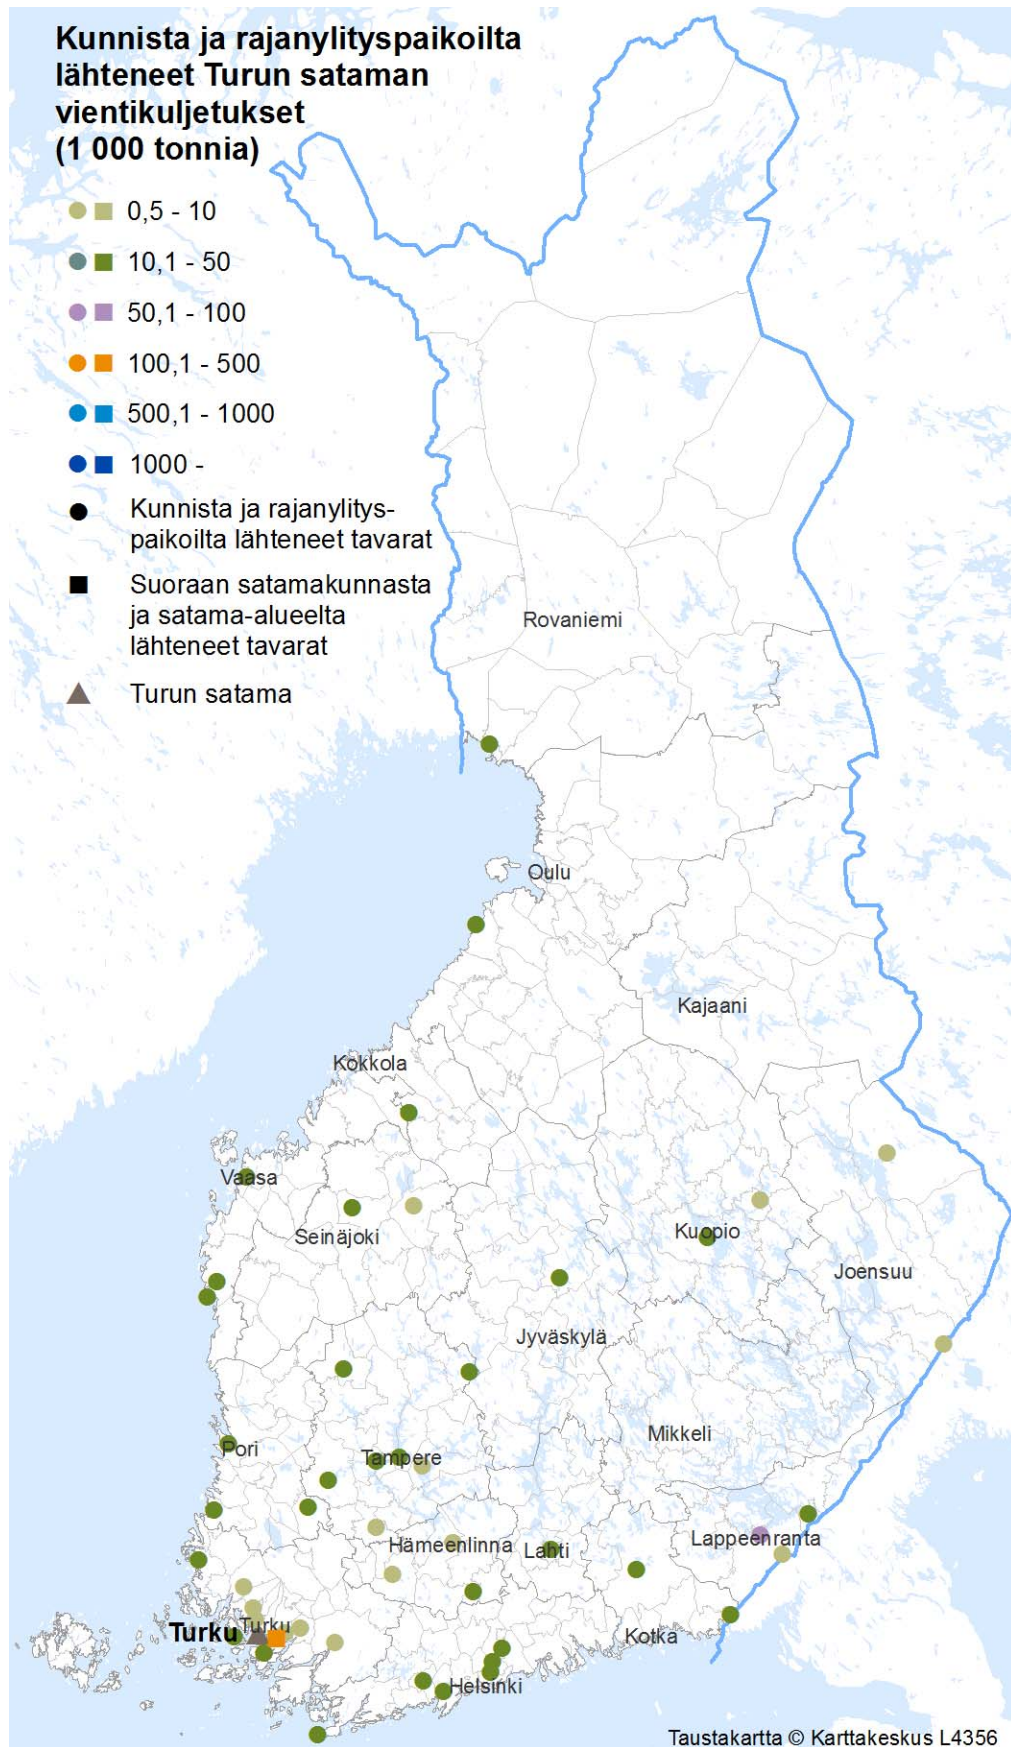 Kunnista ja rajanylityspaikoilta
lähteneet Turun sataman
vientikuljetukset
(1 000 tonnia)
0,5 - 10
10,1 - 50
50,1 - 100
100,1 - 500
500,1 - 1000
1000 -
Kunnista ja rajanylitys-
paikoilta lähteneet tavarat
Suoraan satamakunnasta
ja satama-alueelta
lähteneet tavarat
Turun satama
Rovaniemi
Oulu
Kajaani
Kokkola
Vaasa
Seinäjoki
Kuopio
Joensuu
Jyväskylä
Mikkeli
Pori
Tampere
Lappeenranta
Hämeenlinna
Lahti
Turku
Turku
Kotka
Helsinki
Taustakartta © Karttakeskus L4356